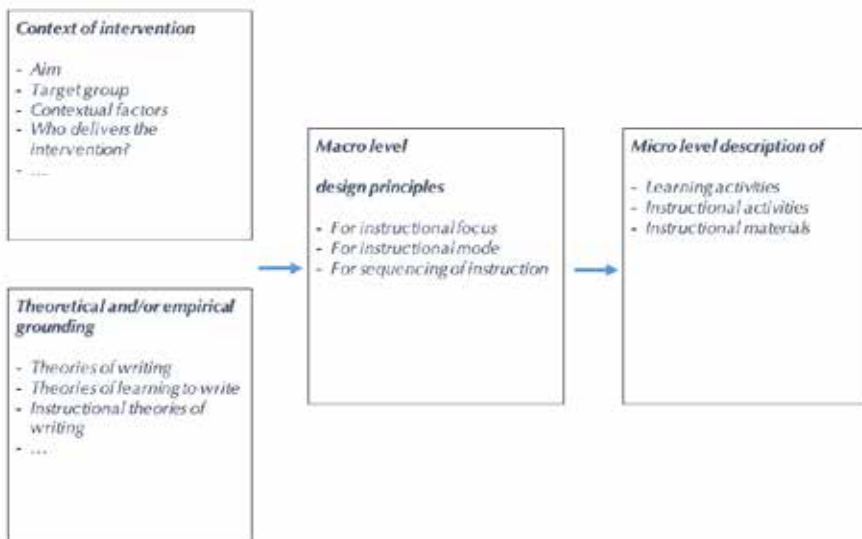 Context of intervention
- Aim
- Target group
- Contextual factors
- Who delivers the
intervention?
- ...
Theoretical and/or empirical
grounding
- Theories of writing
- Theories of learning to write
- Instructional theories of
writing
- ...
Macro level
design principles
- For instructional focus
- For instructional mode
- For sequencing of instruction
Micro level description of
- Learning activities
- Instructional activities
- Instructional materials